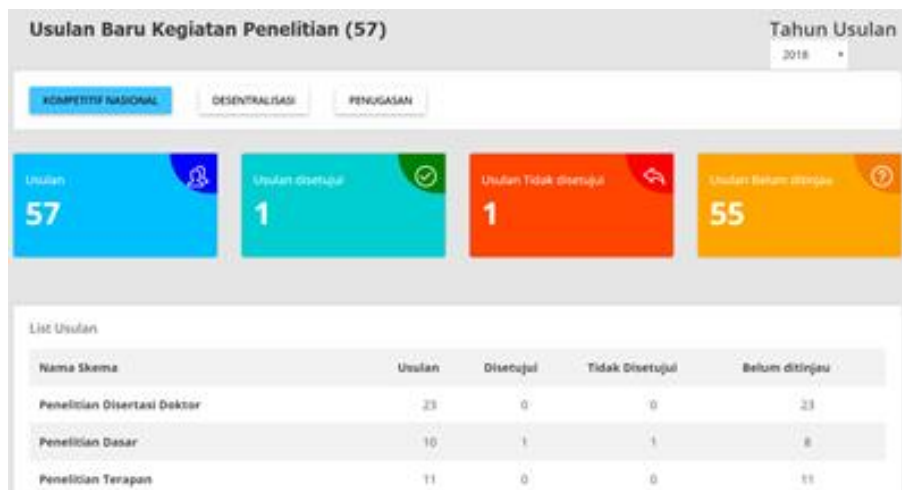 Usulan Baru Kegiatan Penelitian (57)
Tahun Usulan
2018
KOMPETITIF NASIONAL DESENTRALISASI PENUGASAN
Usulan
57
Usulan disetujui
1
Usulan Tidak disetujui
1
Usulan Belum ditinjau
55
List Usulan
Nama Skema Usulan Disetujui Tidak Disetujui Belum ditinjau
Penelitian Disertasi Doktor 23 0 0 23
Penelitian Dasar 10 1 1 8
Penelitian Terapan 11 0 0 11